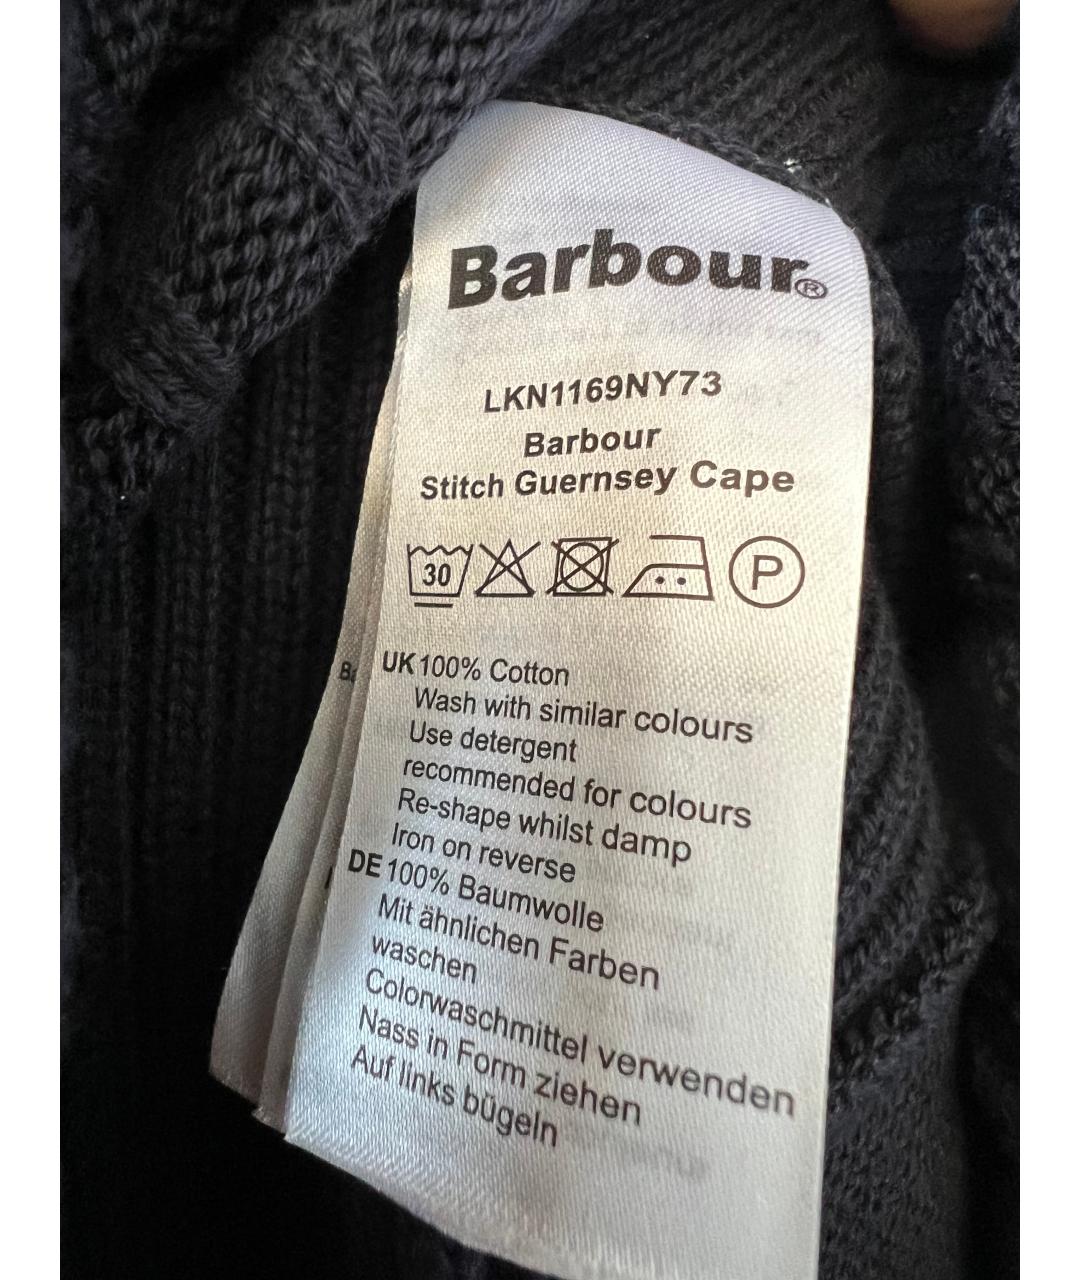 Barbour®
LKN1169NY73
Barbour
Stitch Guernsey Cape
30 P
UK 100% Cotton
Wash with similar colours
Use detergent
recommended for colours
Re-shape whilst damp
Iron on reverse
DE 100% Baumwolle
Mit ähnlichen Farben
waschen
Colorwaschmittel verwenden
Nass in Form ziehen
Auf links bügeln